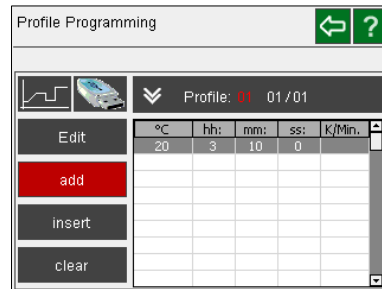 Profile Programming
?
Profile: 01 01/01
Edit
°C hh: mm: ss: K/Min.
20 3 10 0
add
insert
clear